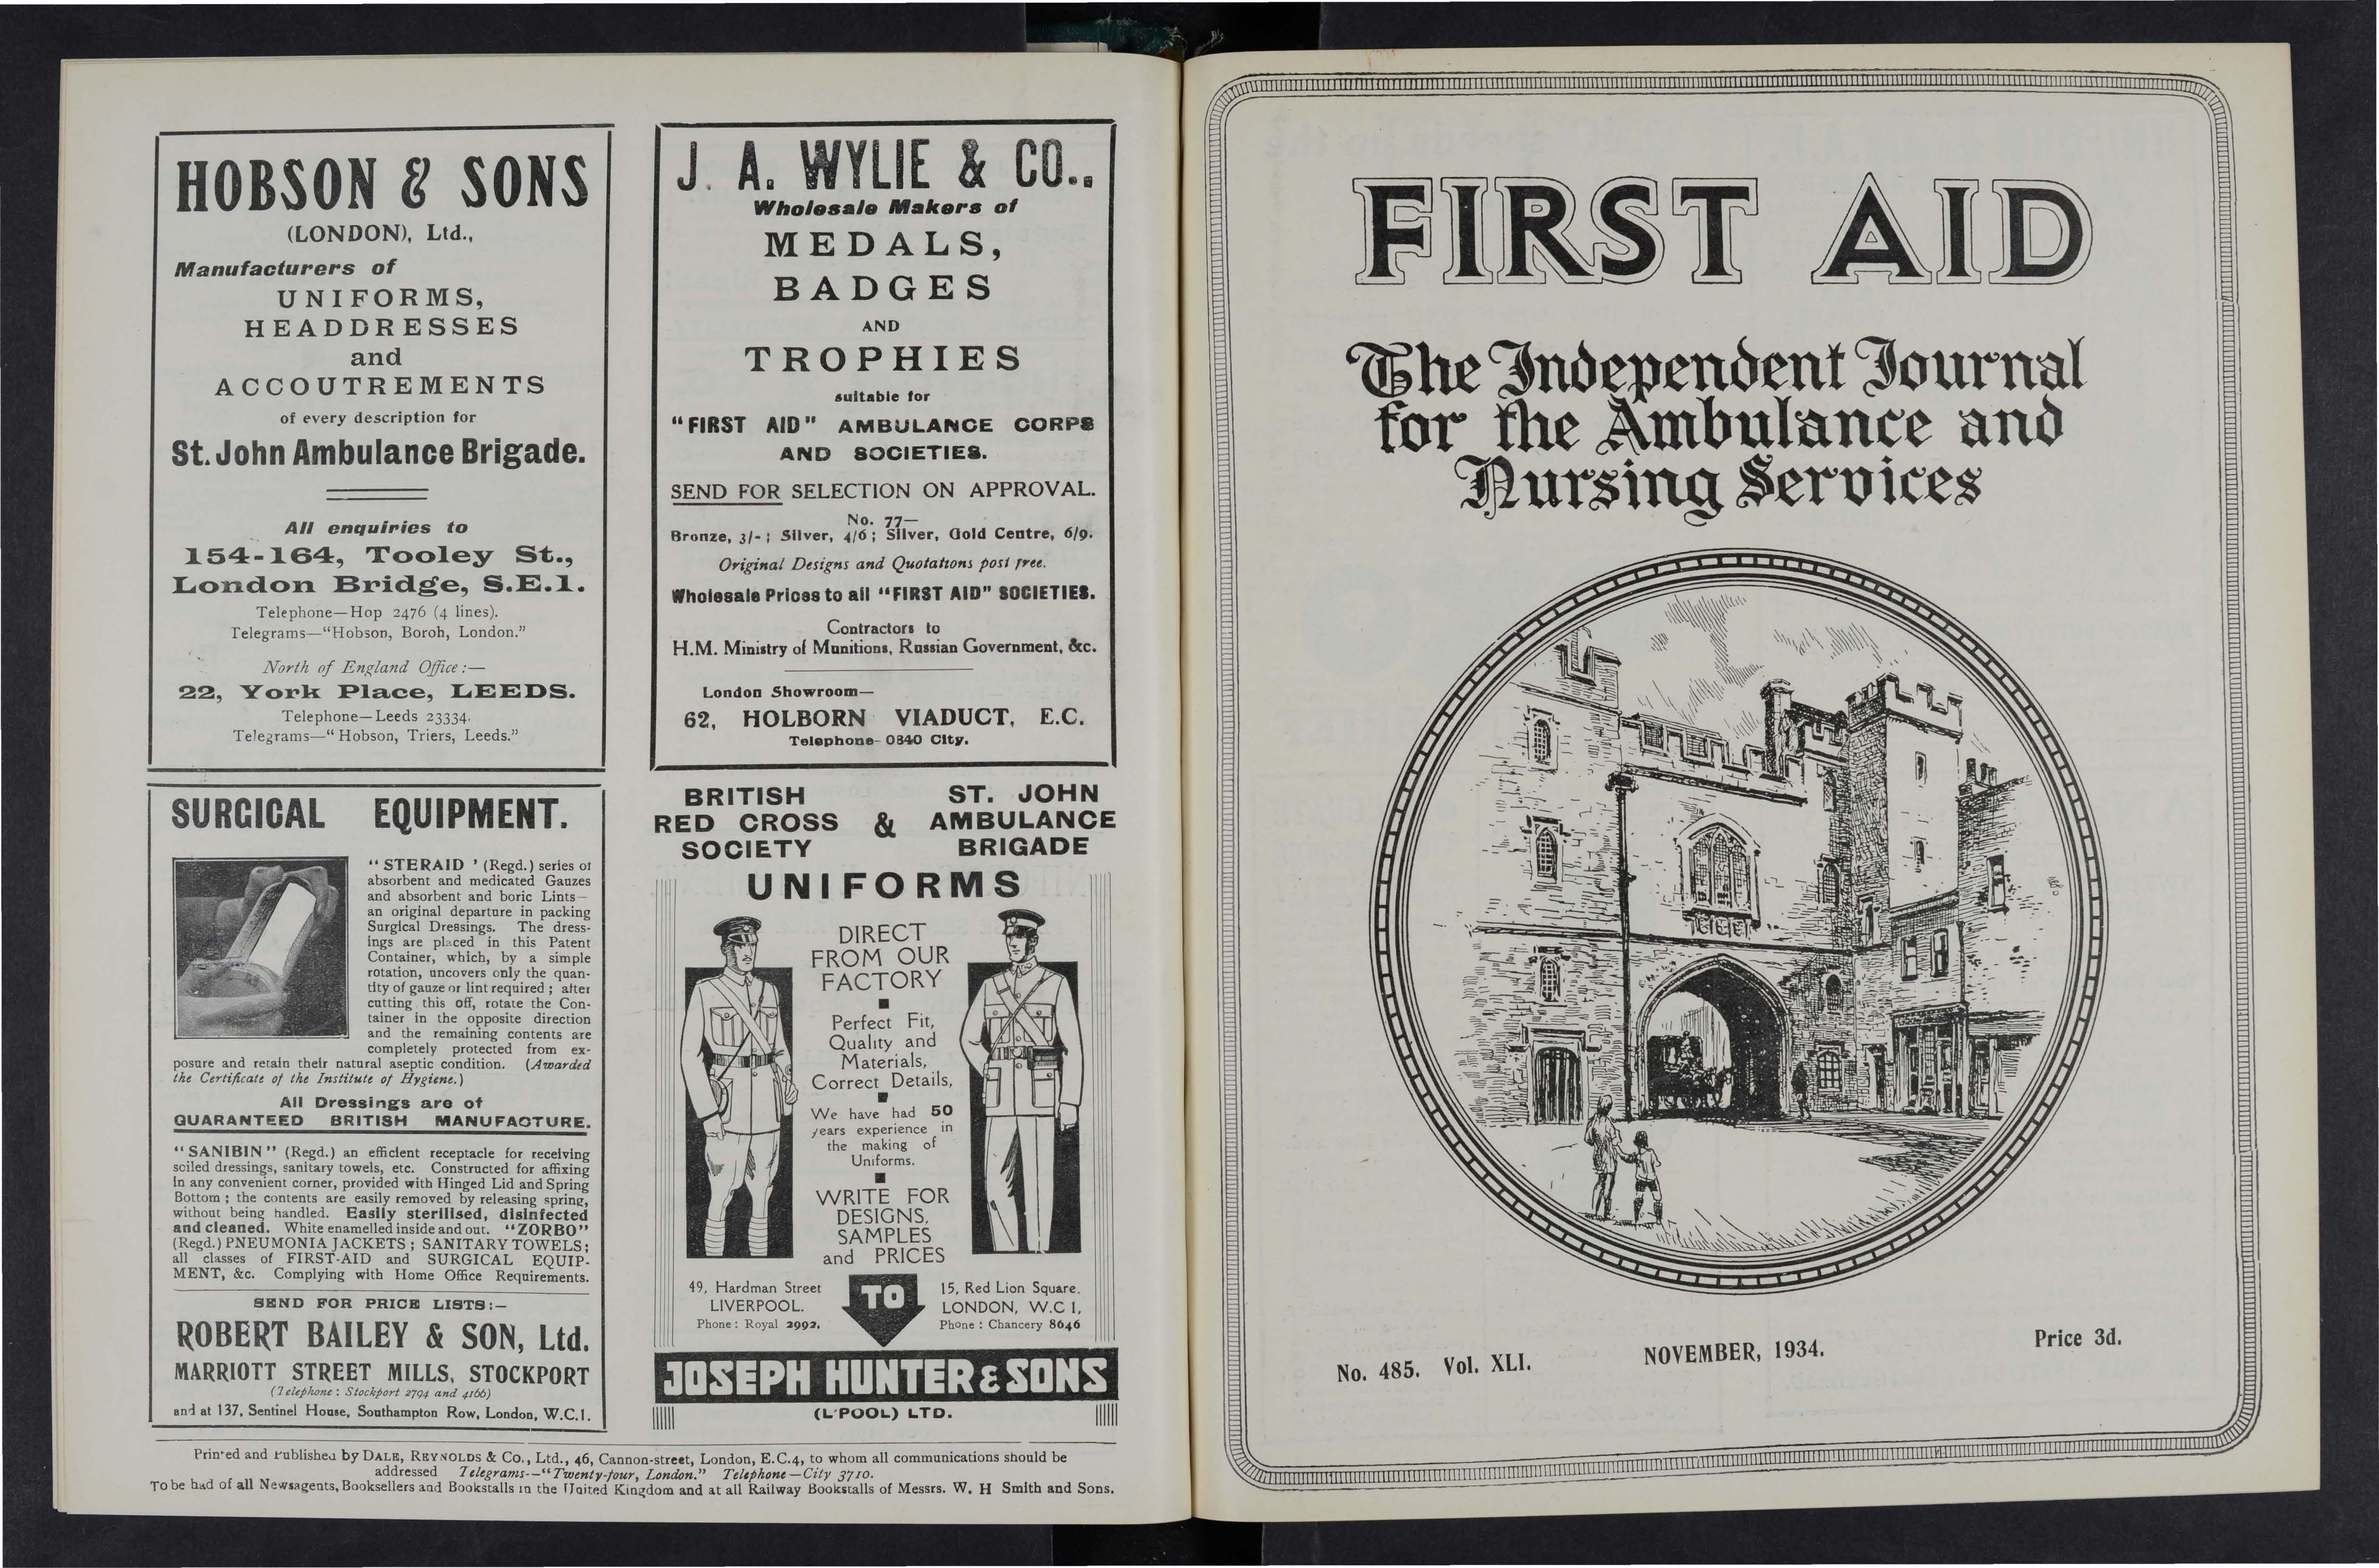 HOBSON & SONS
(LONDON), Ltd.,
Manufacturers of
UNIFORMS,
HEADDRESSES
and
ACCOUTREMENTS
of every description for
St. John Ambulance Brigade.
All enquiries to
154-164, Tooley St.,
London Bridge, S.E.1.
Telephone—Hop 2476 (4 lines).
Telegrams—"Hobson, Boroh, London."
North of England Office:—
22, York Place, LEEDS.
Telephone—Leeds 23334.
Telegrams—"Hobson, Triers, Leeds."
SURGICAL EQUIPMENT.
"STERAID' (Regd.) series of
absorbent and medicated Gauzes
and absorbent and boric Lints—
an original departure in packing
Surgical Dressings. The dress-
ings are placed in this Patent
Container, which, by a simple
rotation, uncovers only the quan-
tity of gauze or lint required; after
cutting this off, rotate the Con-
tainer in the opposite direction
and the remaining contents are
completely protected from ex-
posure and retain their natural aseptic condition. (Awarded
the Certificate of the Institute of Hygiene.)
All Dressings are of
GUARANTEED BRITISH MANUFACTURE.
"SANIBIN" (Regd.) an efficient receptacle for receiving
soiled dressings, sanitary towels, etc. Constructed for affixing
in any convenient corner, provided with Hinged Lid and Spring
Bottom; the contents are easily removed by releasing spring,
without being handled. Easily sterilised, disinfected
and cleaned. White enamelled inside and out. "ZORBO"
(Regd.) PNEUMONIA JACKETS; SANITARY TOWELS;
all classes of FIRST-AID and SURGICAL EQUIP-
MENT, &c. Complying with Home Office Requirements.
SEND FOR PRICE LISTS:—
ROBERT BAILEY & SON, Ltd.
MARRIOTT STREET MILLS, STOCKPORT
(Telephone: Stockport 2794 and 4166)
and at 137, Sentinel House, Southampton Row, London, W.C.1.
J. A. WYLIE & CO.,
Wholesale Makers of
MEDALS,
BADGES
AND
TROPHIES
suitable for
"FIRST AID" AMBULANCE CORPS
AND SOCIETIES.
SEND FOR SELECTION ON APPROVAL.
No. 77—
Bronze, 3/-; Silver, 4/6; Silver, Gold Centre, 6/9.
Original Designs and Quotations post free.
Wholesale Prices to all "FIRST AID" SOCIETIES.
Contractors to
H.M. Ministry of Munitions, Russian Government, &c.
London Showroom—
62, HOLBORN VIADUCT, E.C.
Telephone- 0840 City.
BRITISH RED CROSS SOCIETY & ST. JOHN AMBULANCE BRIGADE
UNIFORMS
DIRECT
FROM OUR
FACTORY
Perfect Fit,
Quality and
Materials,
Correct Details,
We have had 50
years experience in
the making of
Uniforms.
WRITE FOR
DESIGNS,
SAMPLES
and PRICES
TO
49, Hardman Street
LIVERPOOL.
Phone: Royal 2992.
15, Red Lion Square.
LONDON, W.C 1,
Phone: Chancery 8646
JOSEPH HUNTER & SONS
(L'POOL) LTD.
Printed and Published by DALE, REYNOLDS & Co., Ltd., 46, Cannon-street, London, E.C.4, to whom all communications should be
addressed Telegrams--"Twenty-four, London." Telephone—City 3710.
To be had of all Newsagents, Booksellers and Bookstalls in the United Kingdom and at all Railway Bookstalls of Messrs. W. H Smith and Sons.
FIRST AID
The Independent Journal
for the Ambulance and
Nursing Services
No. 485. Vol. XLI. NOVEMBER, 1934. Price 3d.